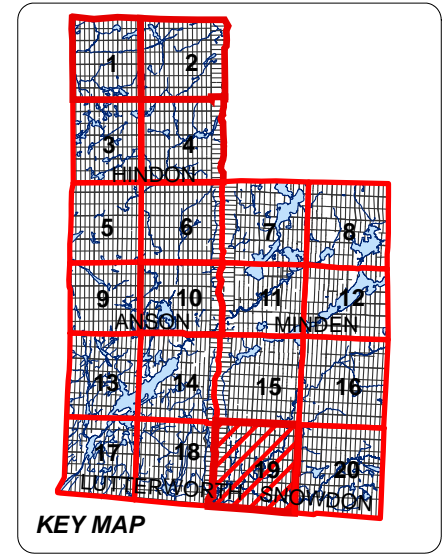 1 2
3 4
HINDON
5 6 7 8
9 10 11 12
ANSON MINDEN
13 14 15 16
17 18 19 20
LUTTERWORTH SNOWDON
KEY MAP